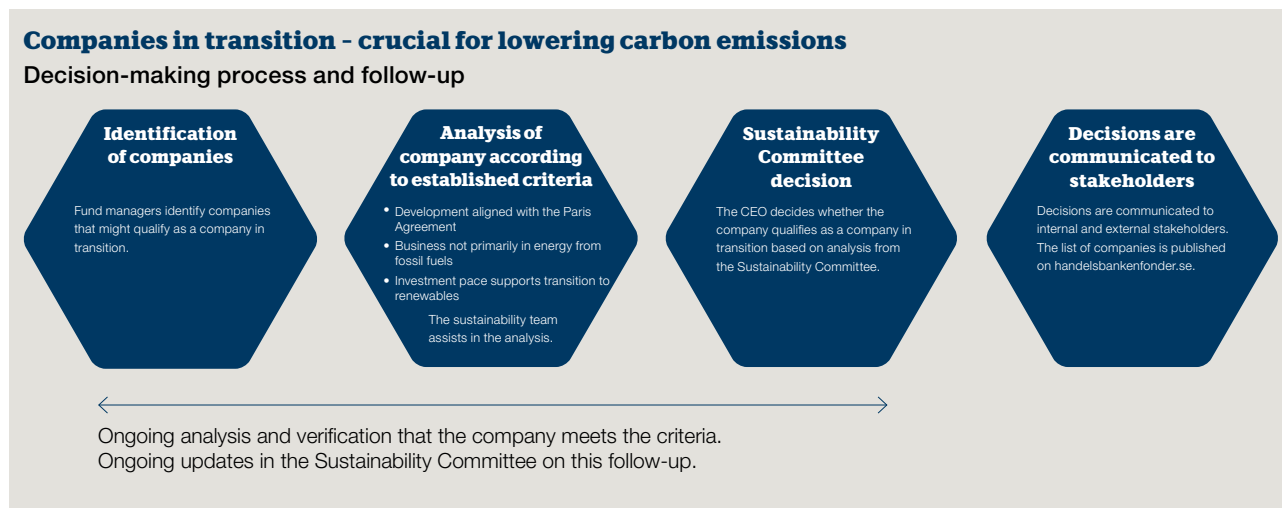 Companies in transition – crucial for lowering carbon emissions
Decision-making process and follow-up
Identification
of companies
Fund managers identify companies
that might qualify as a company in
transition.
Analysis of
company according
to established criteria
• Development aligned with the Paris
Agreement
• Business not primarily in energy from
fossil fuels
• Investment pace supports transition to
renewables
The sustainability team
assists in the analysis.
Sustainability
Committee
decision
The CEO decides whether the
company qualifies as a company in
transition based on analysis from
the Sustainability Committee.
Decisions are
communicated to
stakeholders
Decisions are communicated to
internal and external stakeholders.
The list of companies is published
on handelsbankenfonder.se.
Ongoing analysis and verification that the company meets the criteria.
Ongoing updates in the Sustainability Committee on this follow-up.